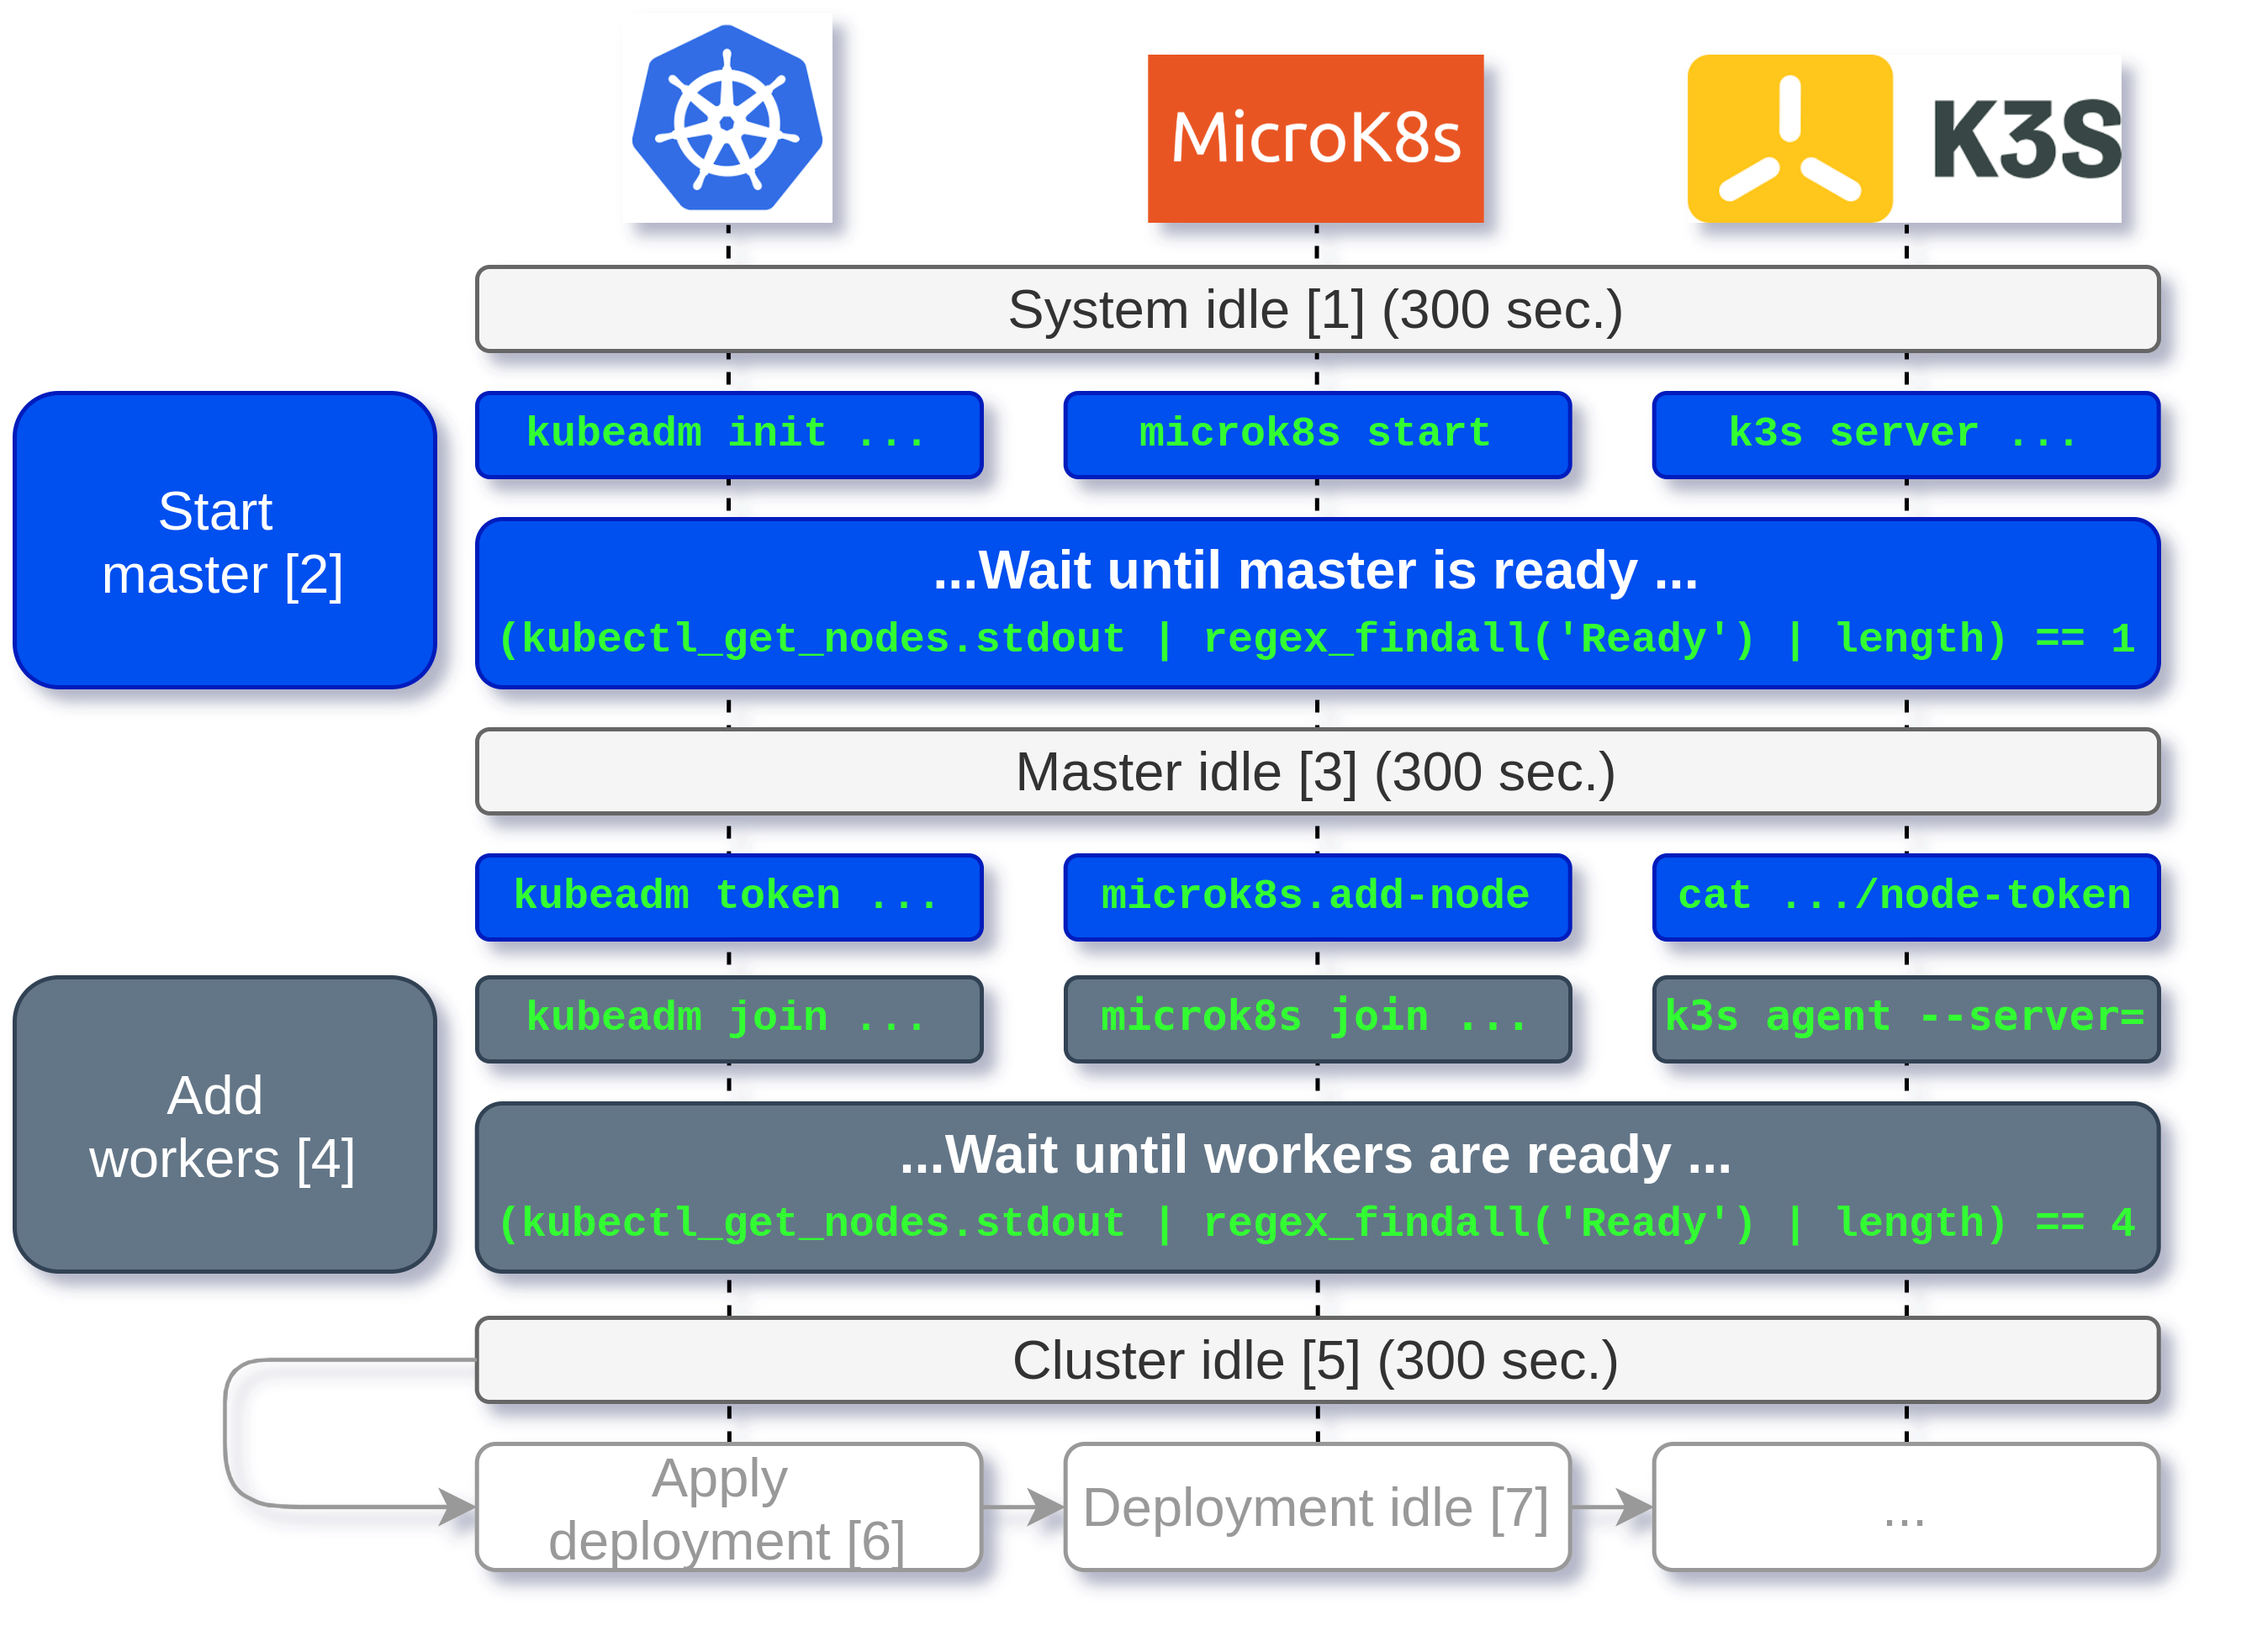 MicroK8s
K3S
System idle [1] (300 sec.)
kubeadm init ...
microk8s start
k3s server ...
Start
master [2]
...Wait until master is ready ...
(kubectl_get_nodes.stdout | regex_findall('Ready') | length) == 1
Master idle [3] (300 sec.)
kubeadm token ...
microk8s.add-node
cat .../node-token
kubeadm join ...
microk8s join ...
k3s agent --server=
Add
workers [4]
...Wait until workers are ready ...
(kubectl_get_nodes.stdout | regex_findall('Ready') | length) == 4
Cluster idle [5] (300 sec.)
Apply
deployment [6]
Deployment idle [7]
...